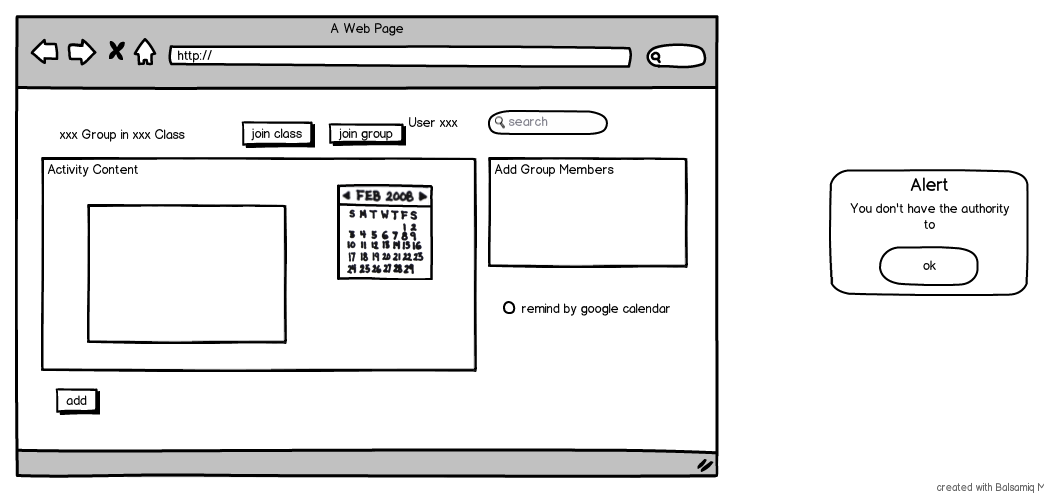 A Web Page
http://
xxx Group in xxx Class
join class
join group
User xxx
search
Activity Content
Add Group Members
FEB 2008
S M T W T F S
1 2
3 4 5 6 7 8 9
10 11 12 13 14 15 16
17 18 19 20 21 22 23
24 25 26 27 28 29
remind by google calendar
add
Alert
You don't have the authority
to
ok
created with Balsamiq M